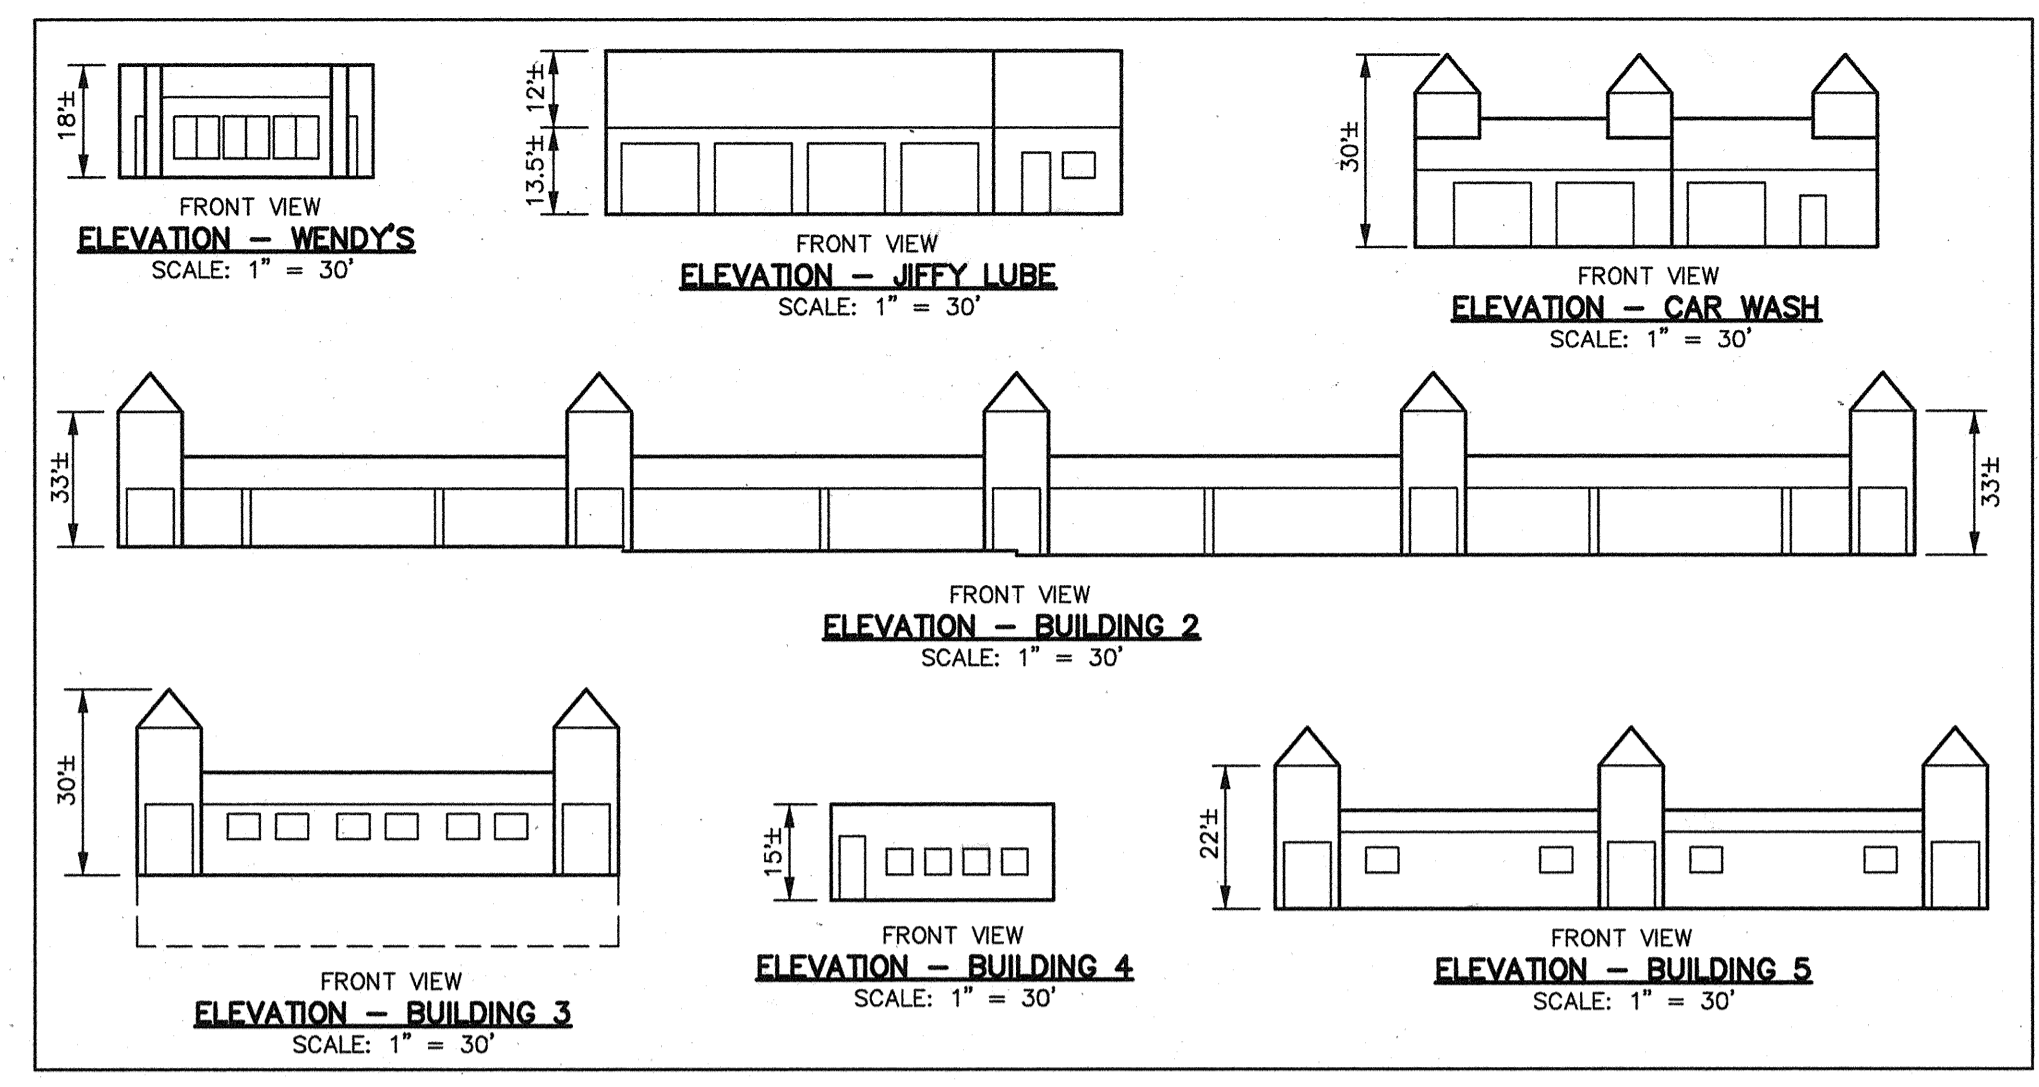 18'±
FRONT VIEW
ELEVATION – WENDY'S
SCALE: 1" = 30'
12'±
13.5'±
FRONT VIEW
ELEVATION – JIFFY LUBE
SCALE: 1" = 30'
30'±
FRONT VIEW
ELEVATION – CAR WASH
SCALE: 1" = 30'
33'±
33'±
FRONT VIEW
ELEVATION – BUILDING 2
SCALE: 1" = 30'
30'±
FRONT VIEW
ELEVATION – BUILDING 3
SCALE: 1" = 30'
15'±
FRONT VIEW
ELEVATION – BUILDING 4
SCALE: 1" = 30'
22'±
FRONT VIEW
ELEVATION – BUILDING 5
SCALE: 1" = 30'